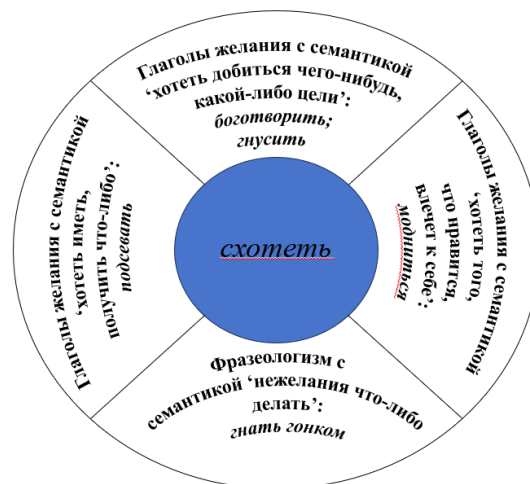 Глаголы желания с семантикой
‘хотеть добиться чего-нибудь,
какой-либо цели’:
боготворить;
гнусить
Глаголы желания с семантикой
‘хотеть иметь,
получить что-либо’:
подсевать
схотеть
Глаголы желания с семантикой
‘хотеть того,
что нравится,
влечет к себе’:
модниться
Фразеологизм с
семантикой ‘нежелания что-либо
делать’:
гнать гонком